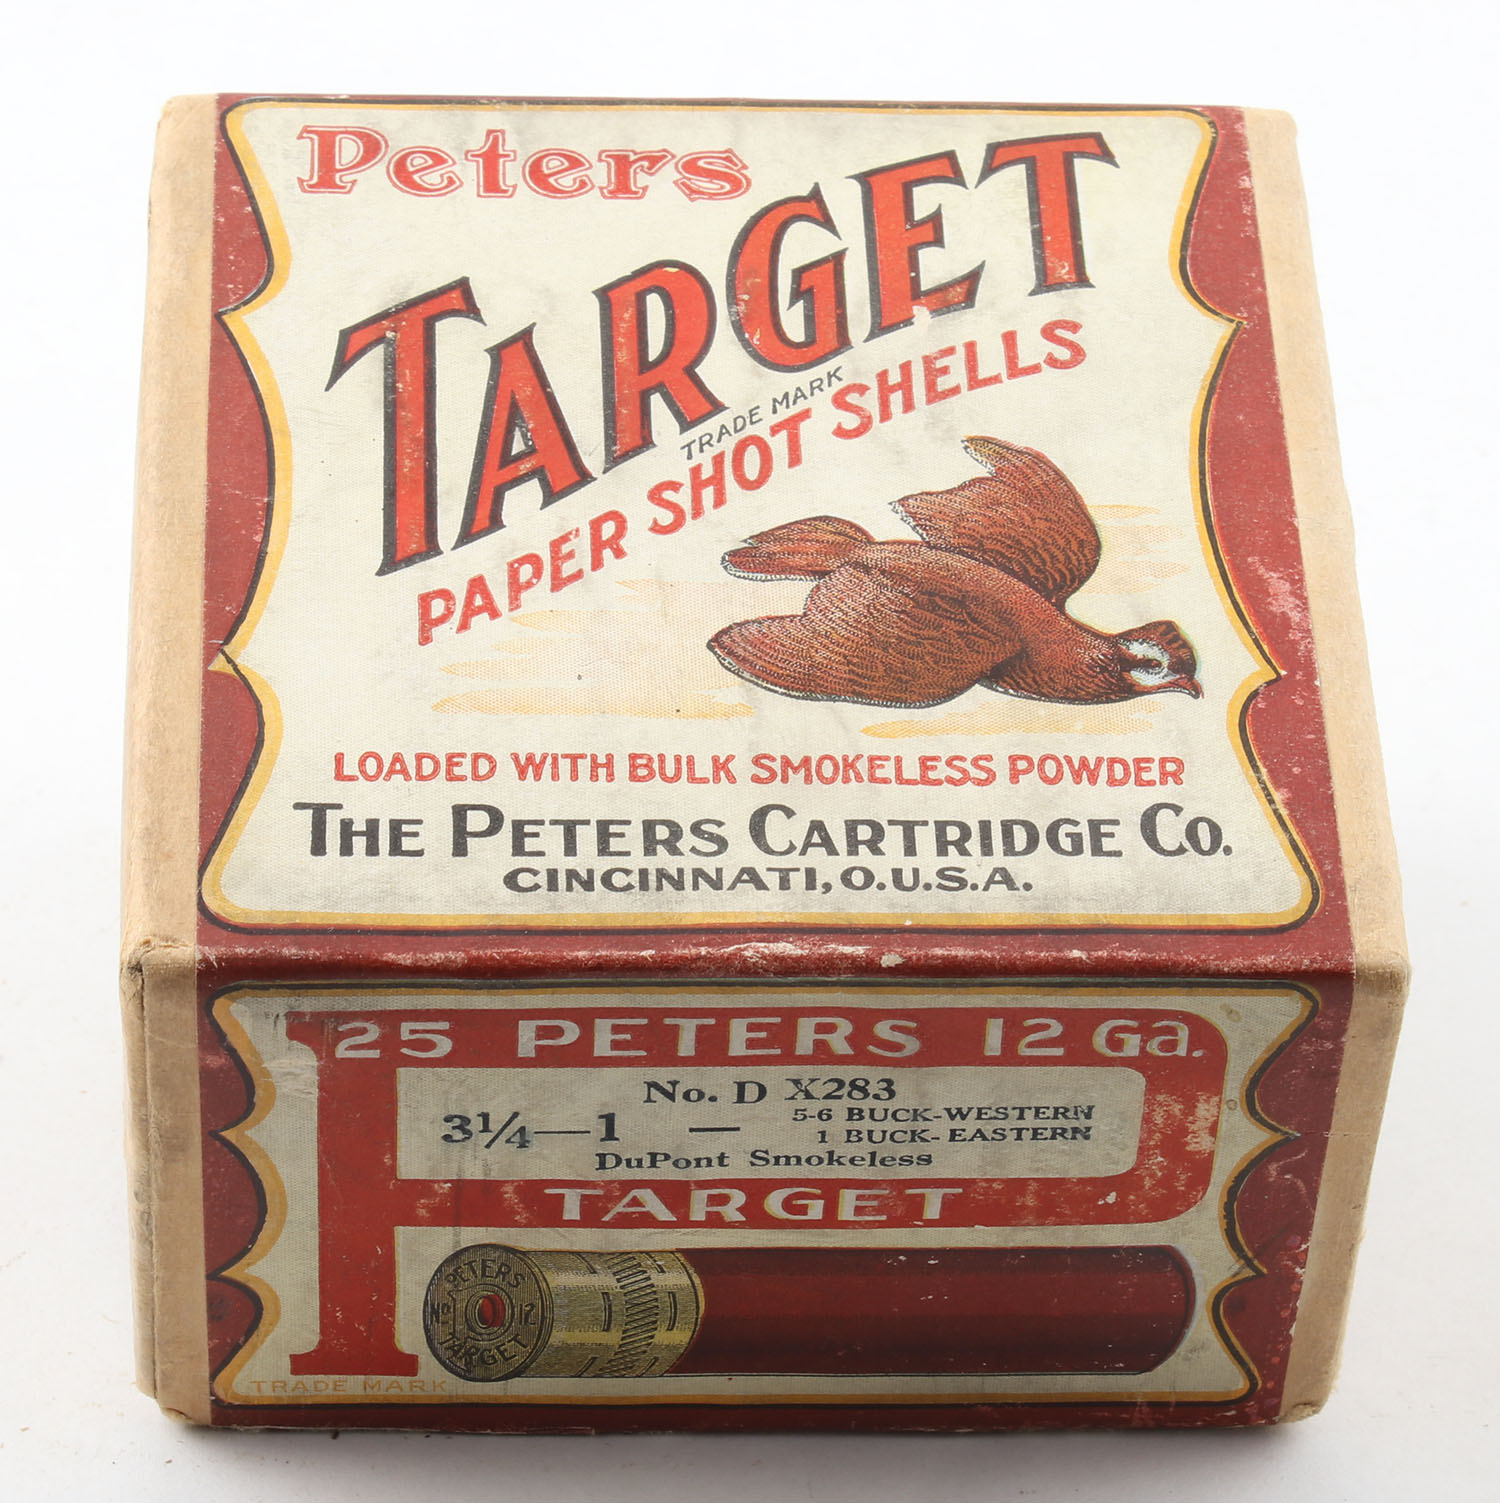 Peters
TARGET
TRADE MARK
PAPER SHOT SHELLS
LOADED WITH BULK SMOKELESS POWDER
THE PETERS CARTRIDGE CO.
CINCINNATI, O.U.S.A.
25 PETERS 12 Ga.
No. D X283
3¼—1 — 5-6 BUCK-WESTERN
1 BUCK-EASTERN
DuPont Smokeless
TARGET
PETERS
No. 12
TARGET
TRADE MARK